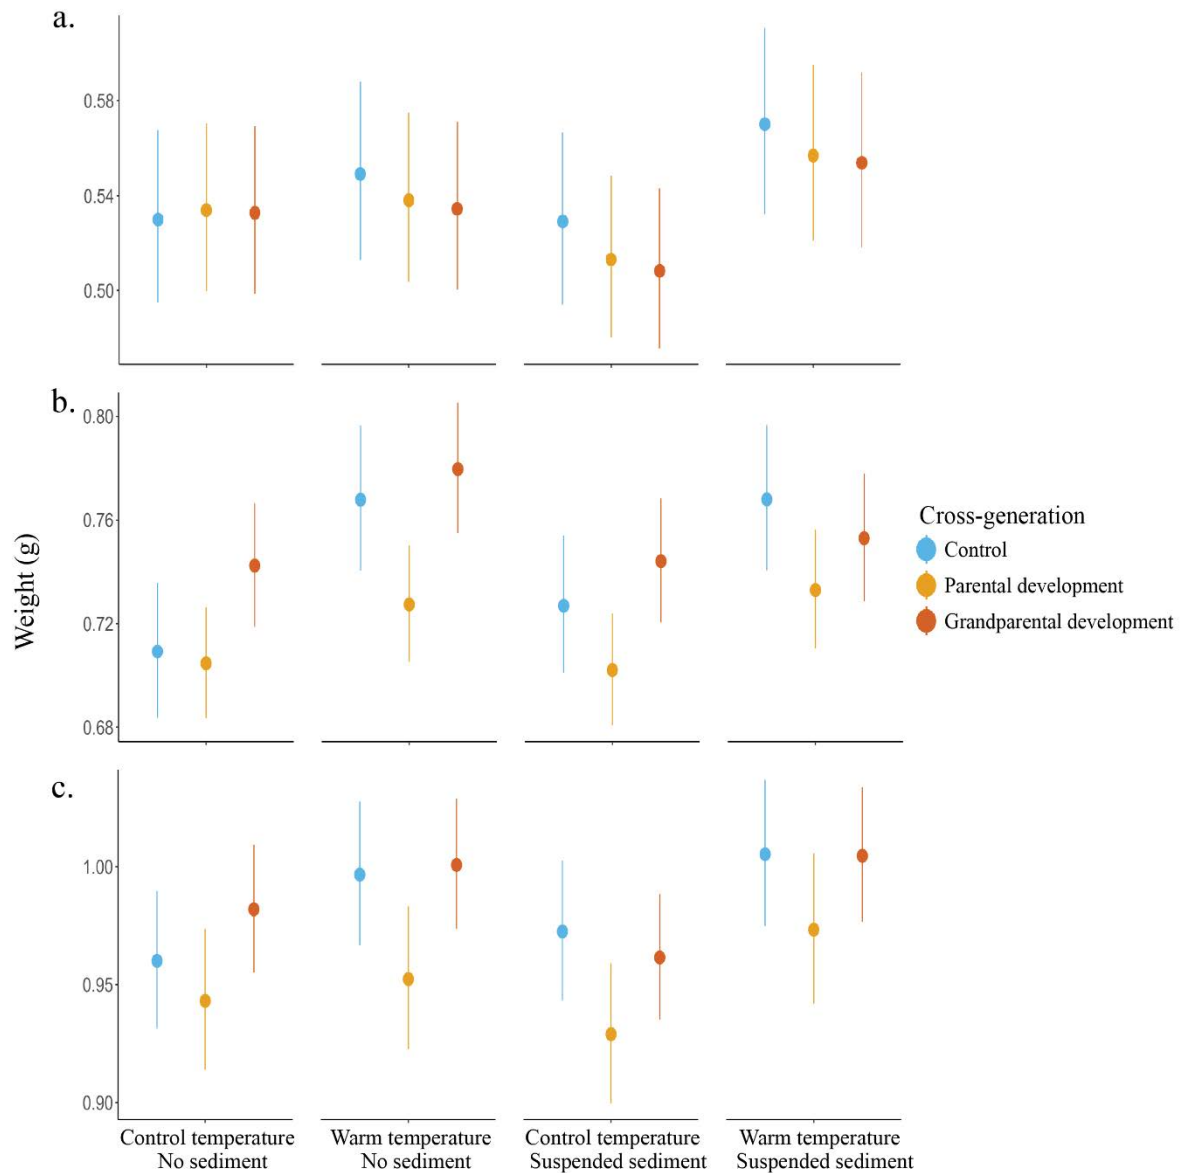 a.
0.58
0.54
0.50
b.
0.80
0.76
0.72
0.68
Weight (g)
Cross-generation
Control
Parental development
Grandparental development
c.
1.00
0.95
0.90
Control temperature
No sediment
Warm temperature
No sediment
Control temperature
Suspended sediment
Warm temperature
Suspended sediment